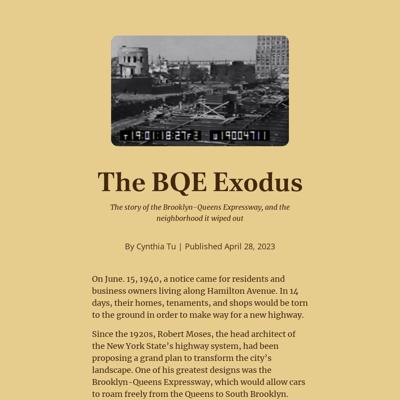 T 19:01:18:27F2 U19004711
The BQE Exodus
The story of the Brooklyn-Queens Expressway, and the
neighborhood it wiped out
By Cynthia Tu | Published April 28, 2023
On June. 15, 1940, a notice came for residents and
business owners living along Hamilton Avenue. In 14
days, their homes, tenaments, and shops would be torn
to the ground in order to make way for a new highway.
Since the 1920s, Robert Moses, the head architect of
the New York State's highway system, had been
proposing a grand plan to transform the city's
landscape. One of his greatest designs was the
Brooklyn-Queens Expressway, which would allow cars
to roam freely from the Queens to South Brooklyn.